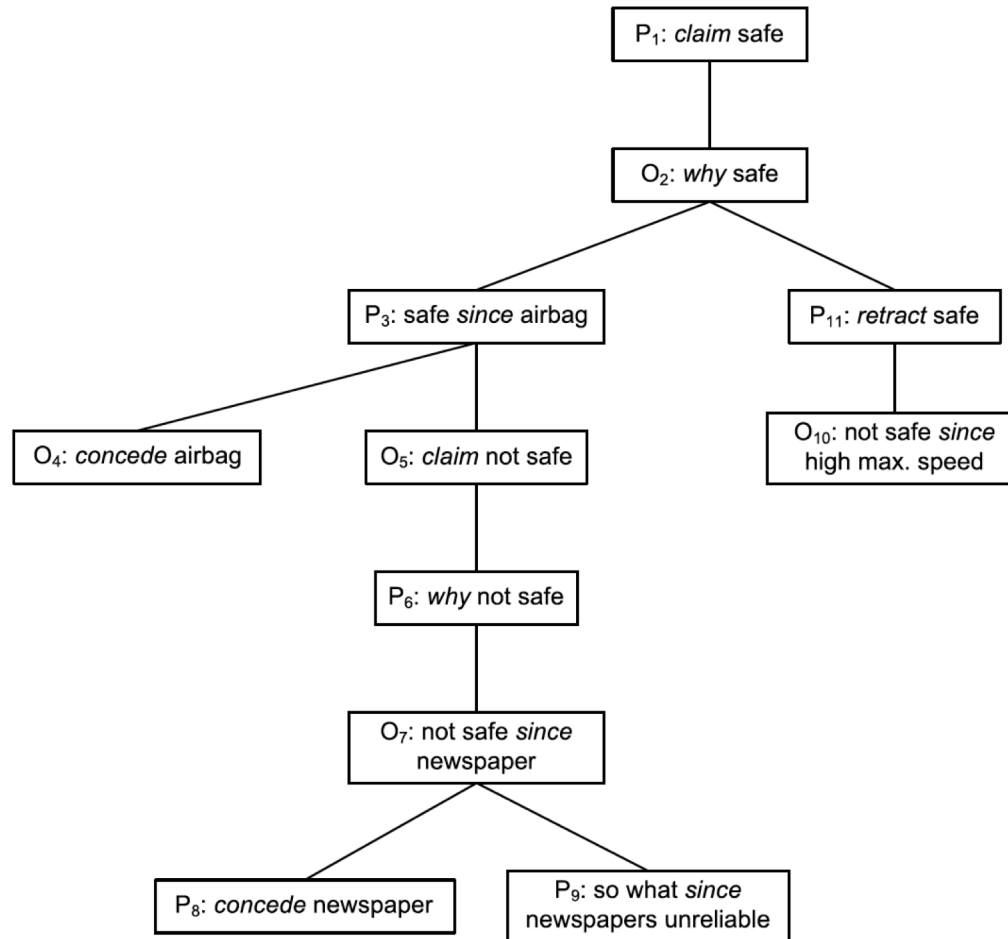 P₁: claim safe
O₂: why safe
P₃: safe since airbag
P₁₁: retract safe
O₄: concede airbag
O₅: claim not safe
O₁₀: not safe since
high max. speed
P₆: why not safe
O₇: not safe since
newspaper
P₈: concede newspaper
P₉: so what since
newspapers unreliable